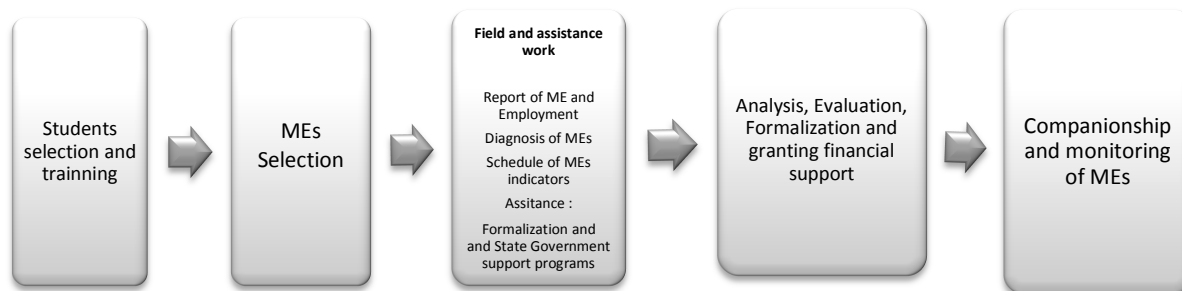 Students
selection and
trainning
MEs
Selection
Field and assistance
work
Report of ME and
Employment
Diagnosis of MEs
Schedule of MEs
indicators
Assitance :
Formalization and
and State Government
support programs
Analysis, Evaluation,
Formalization and
granting financial
support
Companionship
and monitoring
of MEs